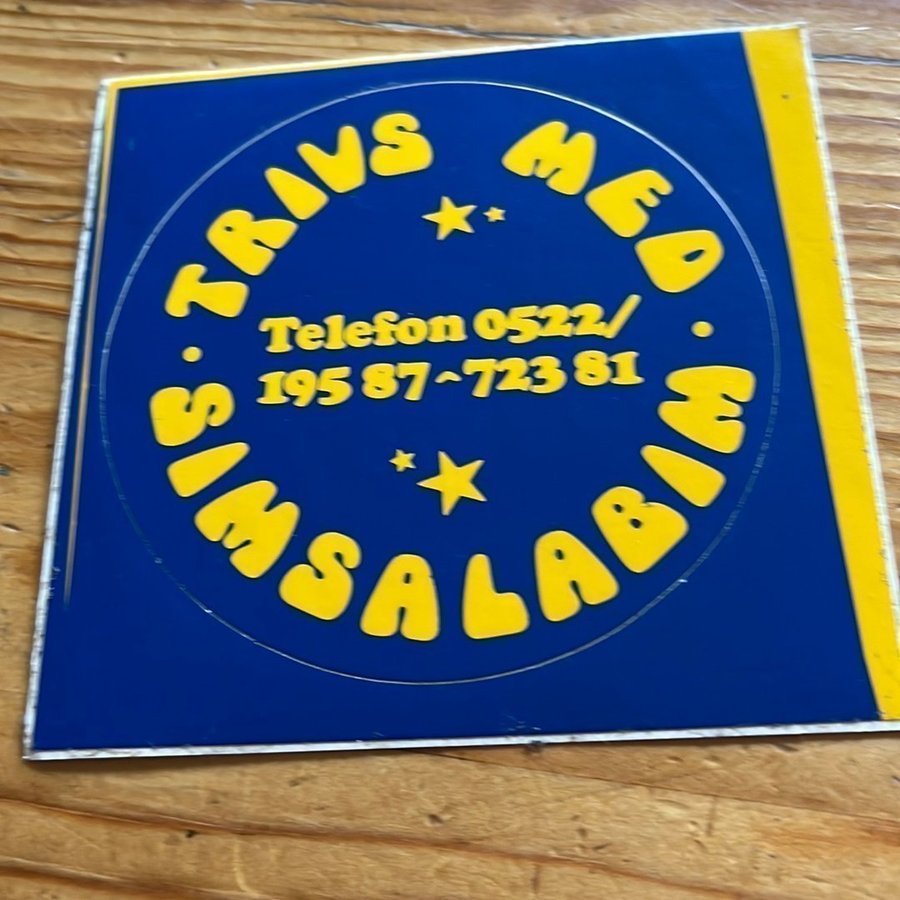 · TRIVS MED ·
Telefon 0522/
195 87~723 81
SIMSALABIM